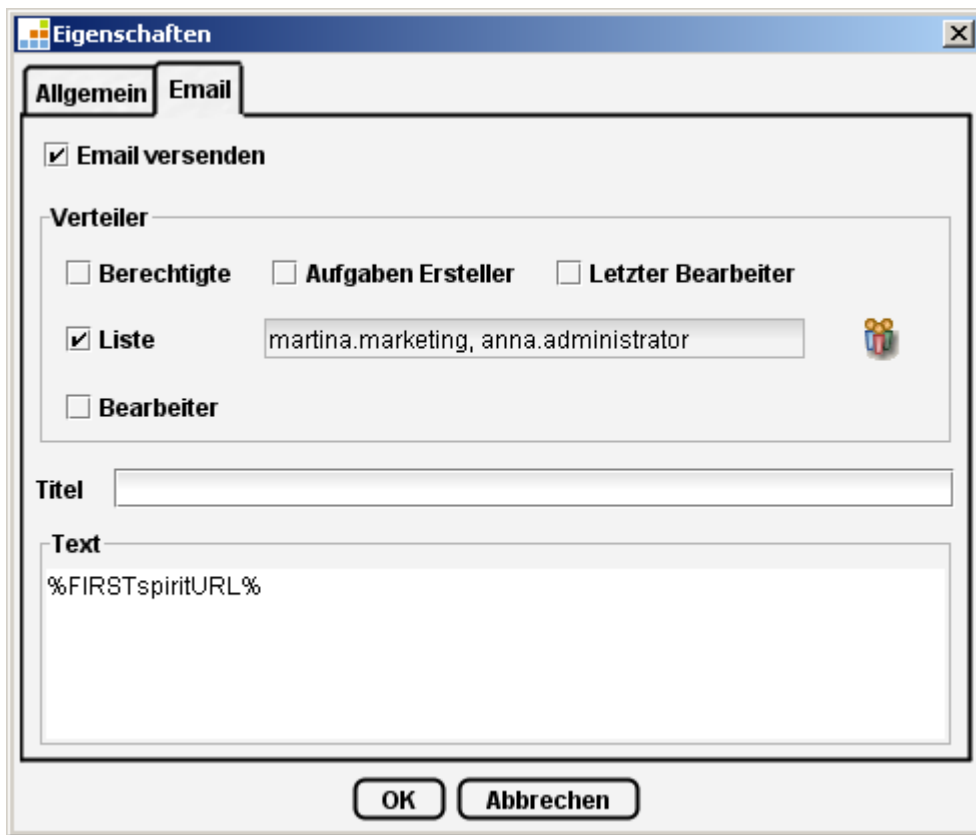 Eigenschaften
Allgemein Email
Email versenden
Verteiler
Berechtigte Aufgaben Ersteller Letzter Bearbeiter
Liste martina.marketing, anna.administrator
Bearbeiter
Titel
Text
%FIRSTspiritURL%
OK Abbrechen